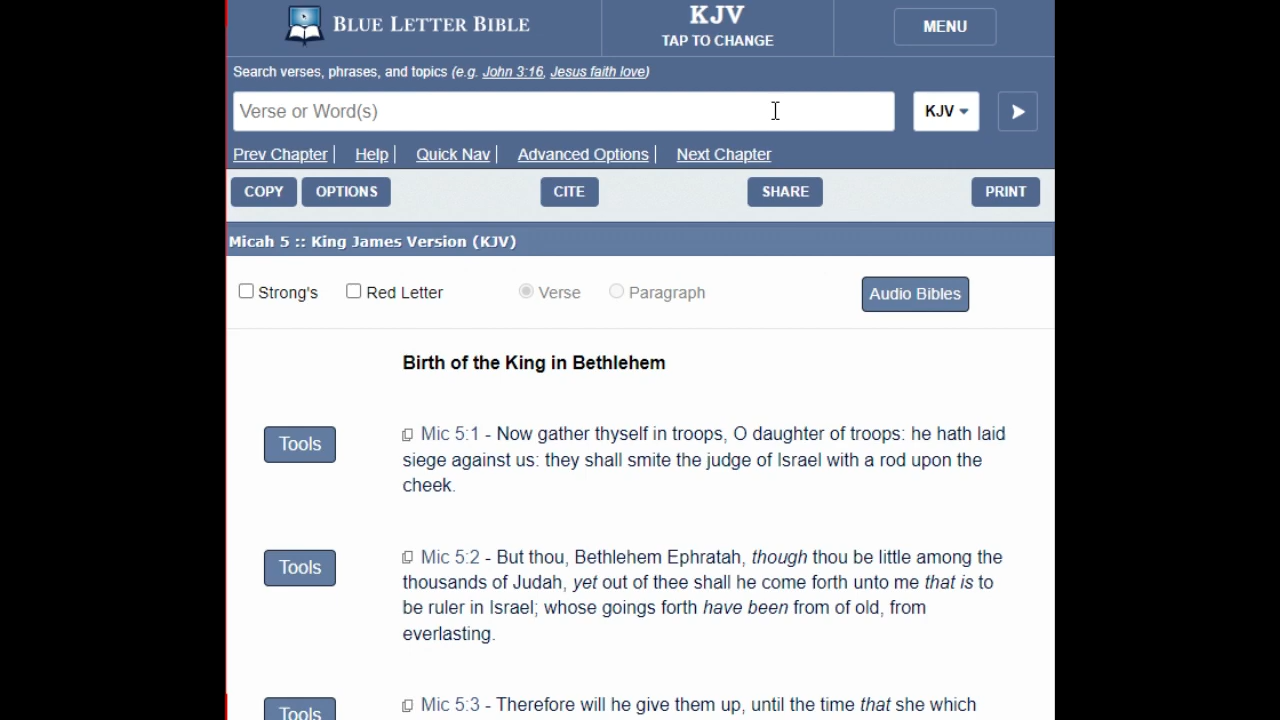 BLUE LETTER BIBLE
KJV
TAP TO CHANGE
MENU
Search verses, phrases, and topics (e.g. John 3:16, Jesus faith love)
Verse or Word(s)
KJV
Prev Chapter | Help | Quick Nav | Advanced Options | Next Chapter
COPY OPTIONS CITE SHARE PRINT
Micah 5 :: King James Version (KJV)
Strong's Red Letter Verse Paragraph Audio Bibles
Birth of the King in Bethlehem
Tools
Mic 5:1 - Now gather thyself in troops, O daughter of troops: he hath laid
siege against us: they shall smite the judge of Israel with a rod upon the
cheek.
Tools
Mic 5:2 - But thou, Bethlehem Ephratah, though thou be little among the
thousands of Judah, yet out of thee shall he come forth unto me that is to
be ruler in Israel; whose goings forth have been from of old, from
everlasting.
Tools
Mic 5:3 - Therefore will he give them up, until the time that she which